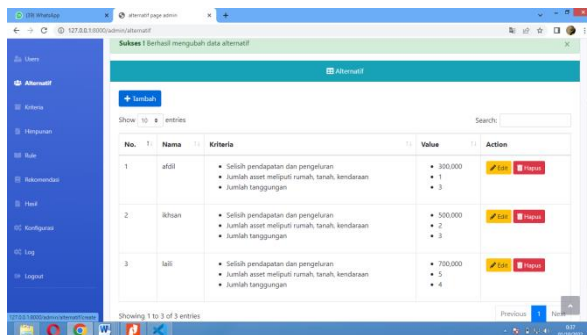 (39) WhatsApp
alternatif page admin
127.0.0.1:8000/admin/alternatif
Sukses ! Berhasil mengubah data alternatif
Users
Alternatif
Kriteria
Himpunan
Rule
Rekomendasi
Hasil
Konfigurasi
Log
Logout
Alternatif
+ Tambah
Show 10 entries
Search:
No. Nama Kriteria Value Action
1 afdil Selisih pendapatan dan pengeluran 300,000 Edit Hapus
Jumlah asset meliputi rumah, tanah, kendaraan 1
Jumlah tanggungan 3
2 ikhsan Selisih pendapatan dan pengeluran 500,000 Edit Hapus
Jumlah asset meliputi rumah, tanah, kendaraan 2
Jumlah tanggungan 3
3 laili Selisih pendapatan dan pengeluran 700,000 Edit Hapus
Jumlah asset meliputi rumah, tanah, kendaraan 5
Jumlah tanggungan 4
Showing 1 to 3 of 3 entries
Previous 1 Next
127.0.0.1:8000/admin/alternatif/create
0:37